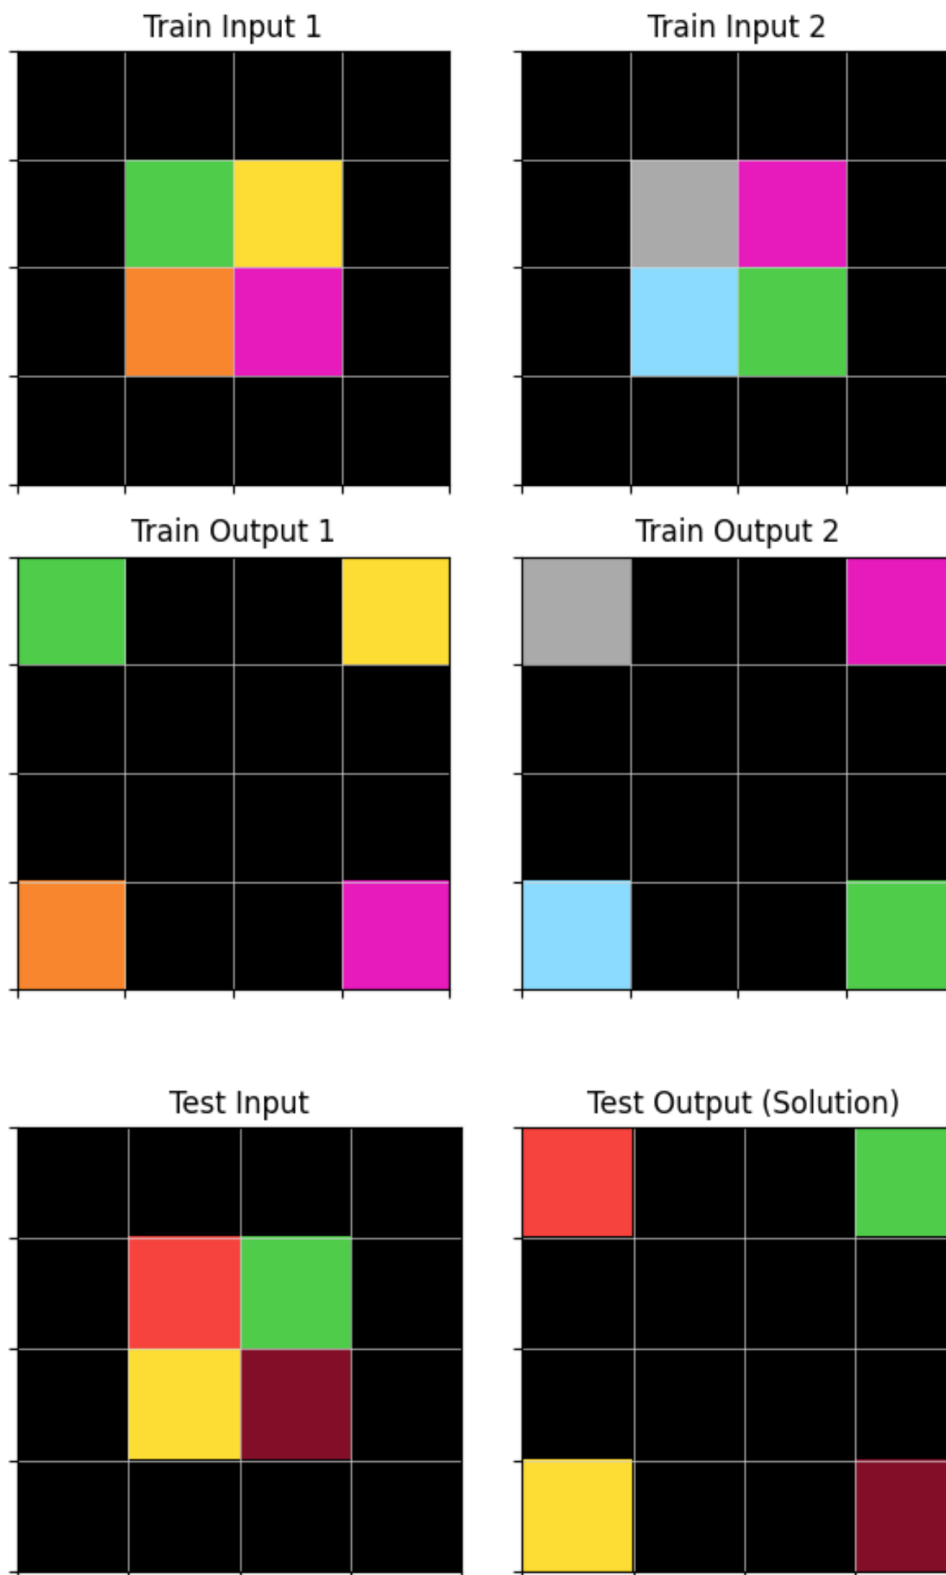 Train Input 1
Train Input 2
Train Output 1
Train Output 2
Test Input
Test Output (Solution)